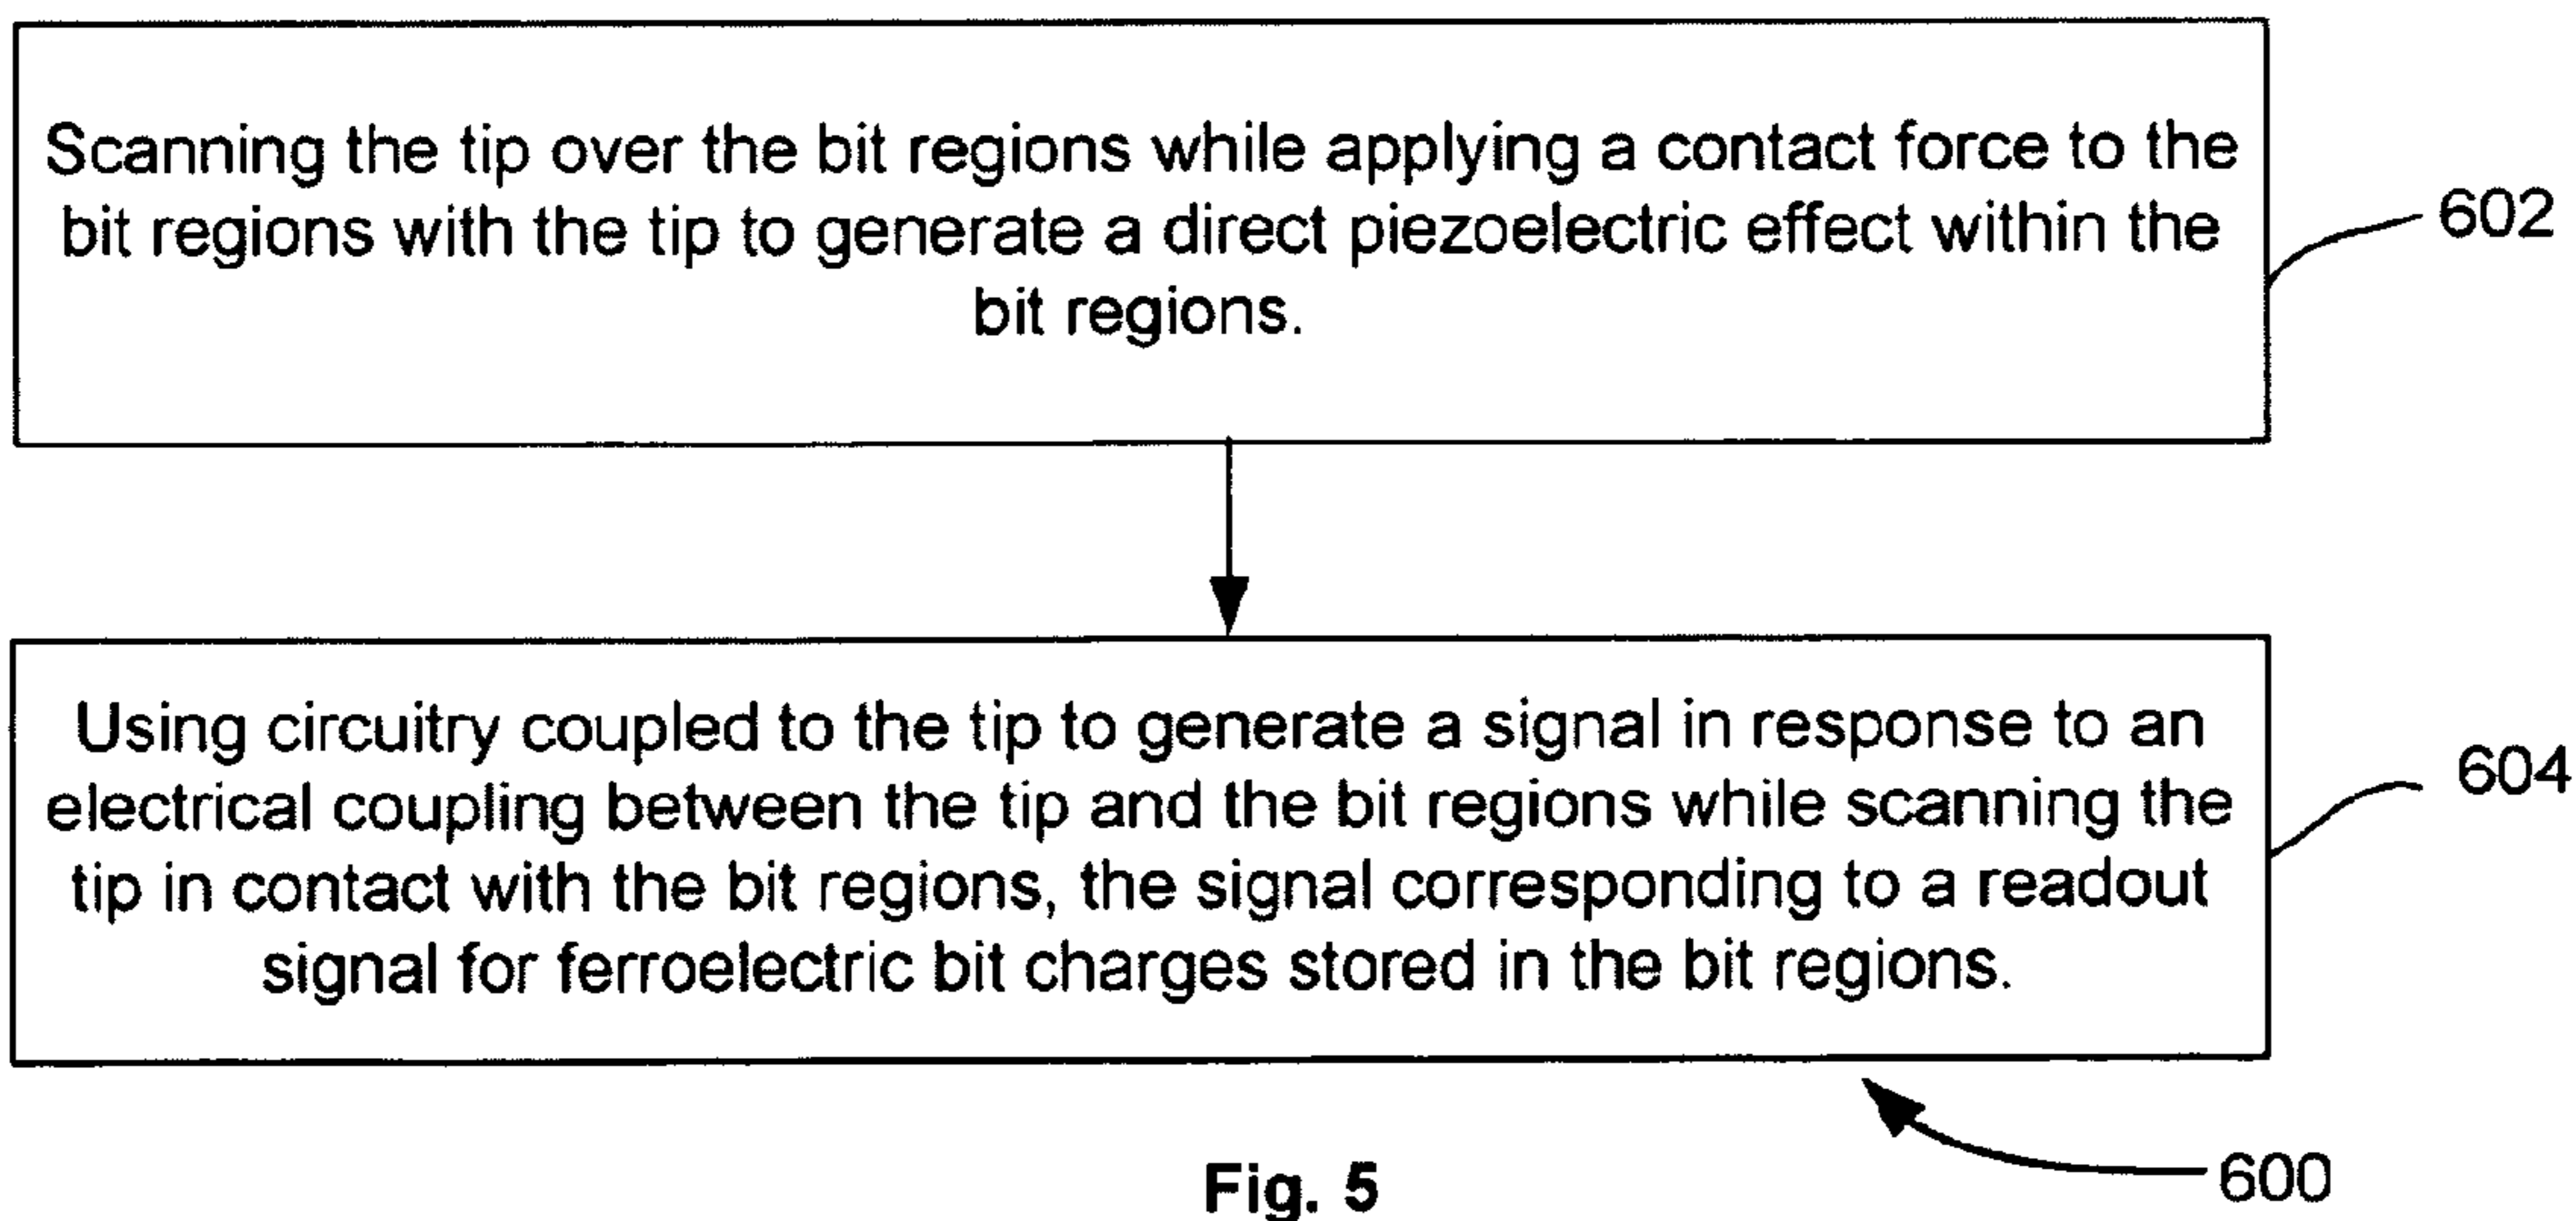 Scanning the tip over the bit regions while applying a contact force to the
bit regions with the tip to generate a direct piezoelectric effect within the
bit regions.
602
Using circuitry coupled to the tip to generate a signal in response to an
electrical coupling between the tip and the bit regions while scanning the
tip in contact with the bit regions, the signal corresponding to a readout
signal for ferroelectric bit charges stored in the bit regions.
604
600
Fig. 5